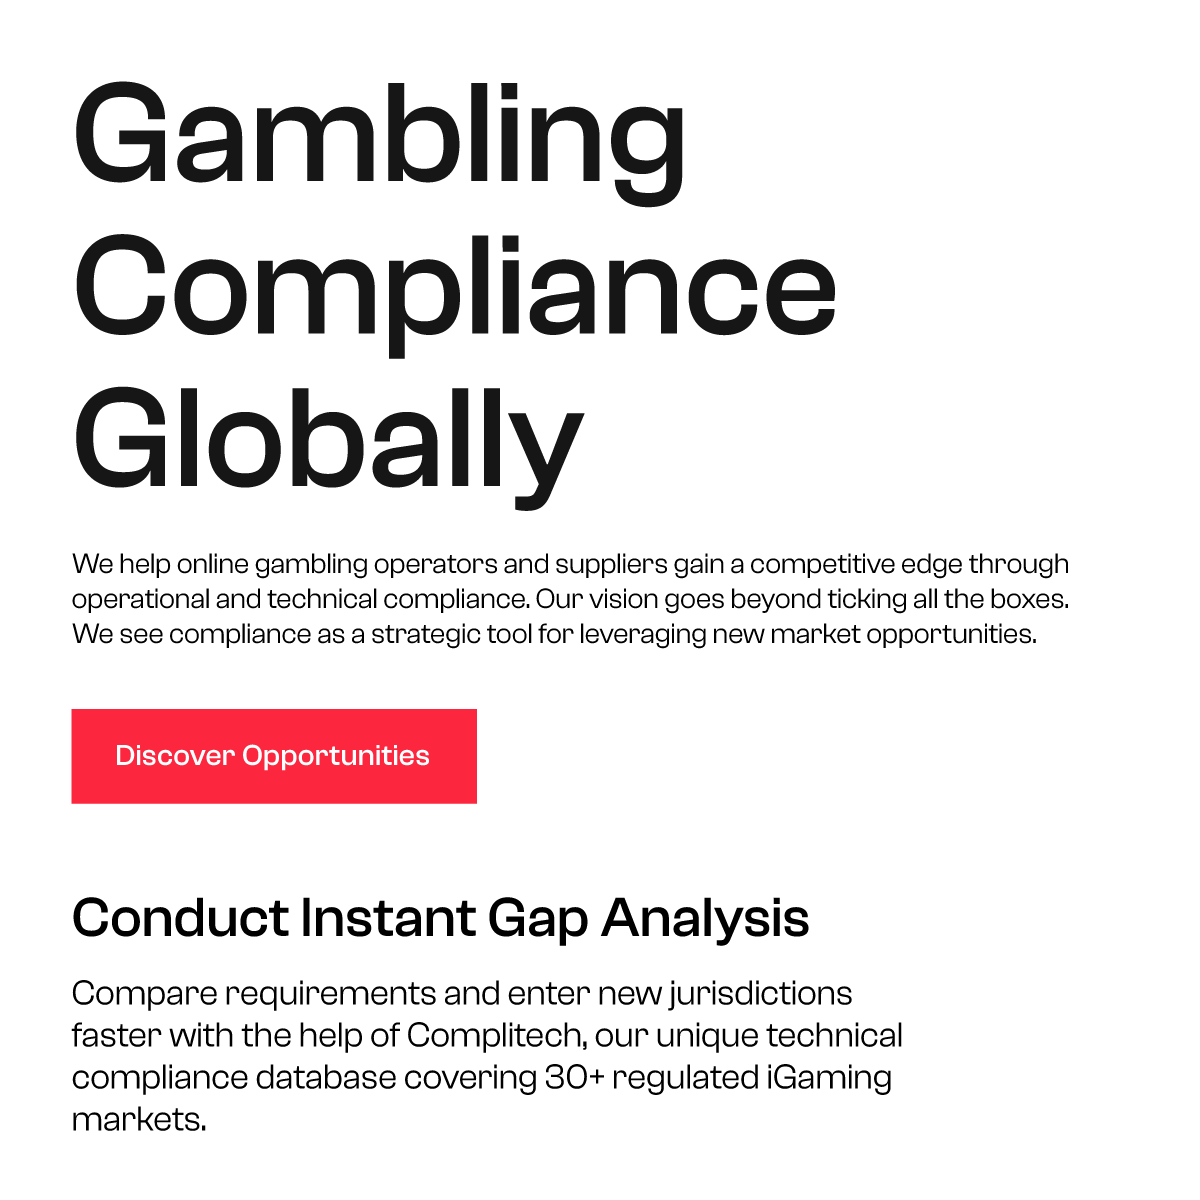 Gambling
Compliance
Globally
We help online gambling operators and suppliers gain a competitive edge through
operational and technical compliance. Our vision goes beyond ticking all the boxes.
We see compliance as a strategic tool for leveraging new market opportunities.
Discover Opportunities
Conduct Instant Gap Analysis
Compare requirements and enter new jurisdictions
faster with the help of Complitech, our unique technical
compliance database covering 30+ regulated iGaming
markets.